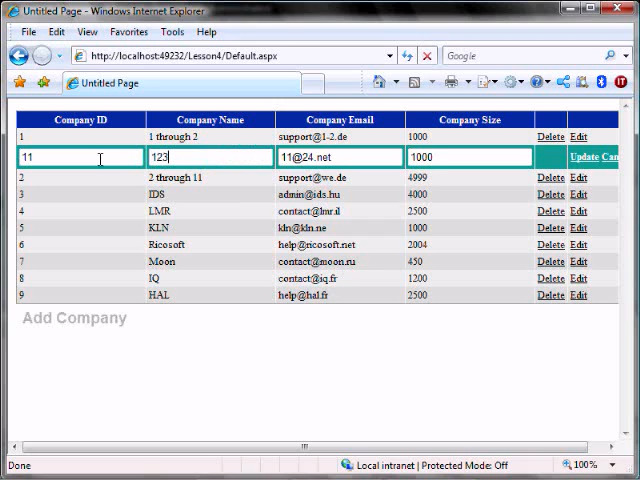 Untitled Page - Windows Internet Explorer
File Edit View Favorites Tools Help
http://localhost:49232/Lesson4/Default.aspx Google
Untitled Page
Company ID Company Name Company Email Company Size
1 1 through 2 support@1-2.de 1000 Delete Edit
11 123 11@24.net 1000 Update Can
2 2 through 11 support@we.de 4999 Delete Edit
3 IDS admin@ids.hu 4000 Delete Edit
4 LMR contact@lmr.il 2500 Delete Edit
5 KLN kln@kln.ne 1000 Delete Edit
6 Ricosoft help@ricosoft.net 2004 Delete Edit
7 Moon contact@moon.ru 450 Delete Edit
8 IQ contact@iq.fr 1200 Delete Edit
9 HAL help@hal.fr 2500 Delete Edit
Add Company
Done Local intranet | Protected Mode: Off 100%